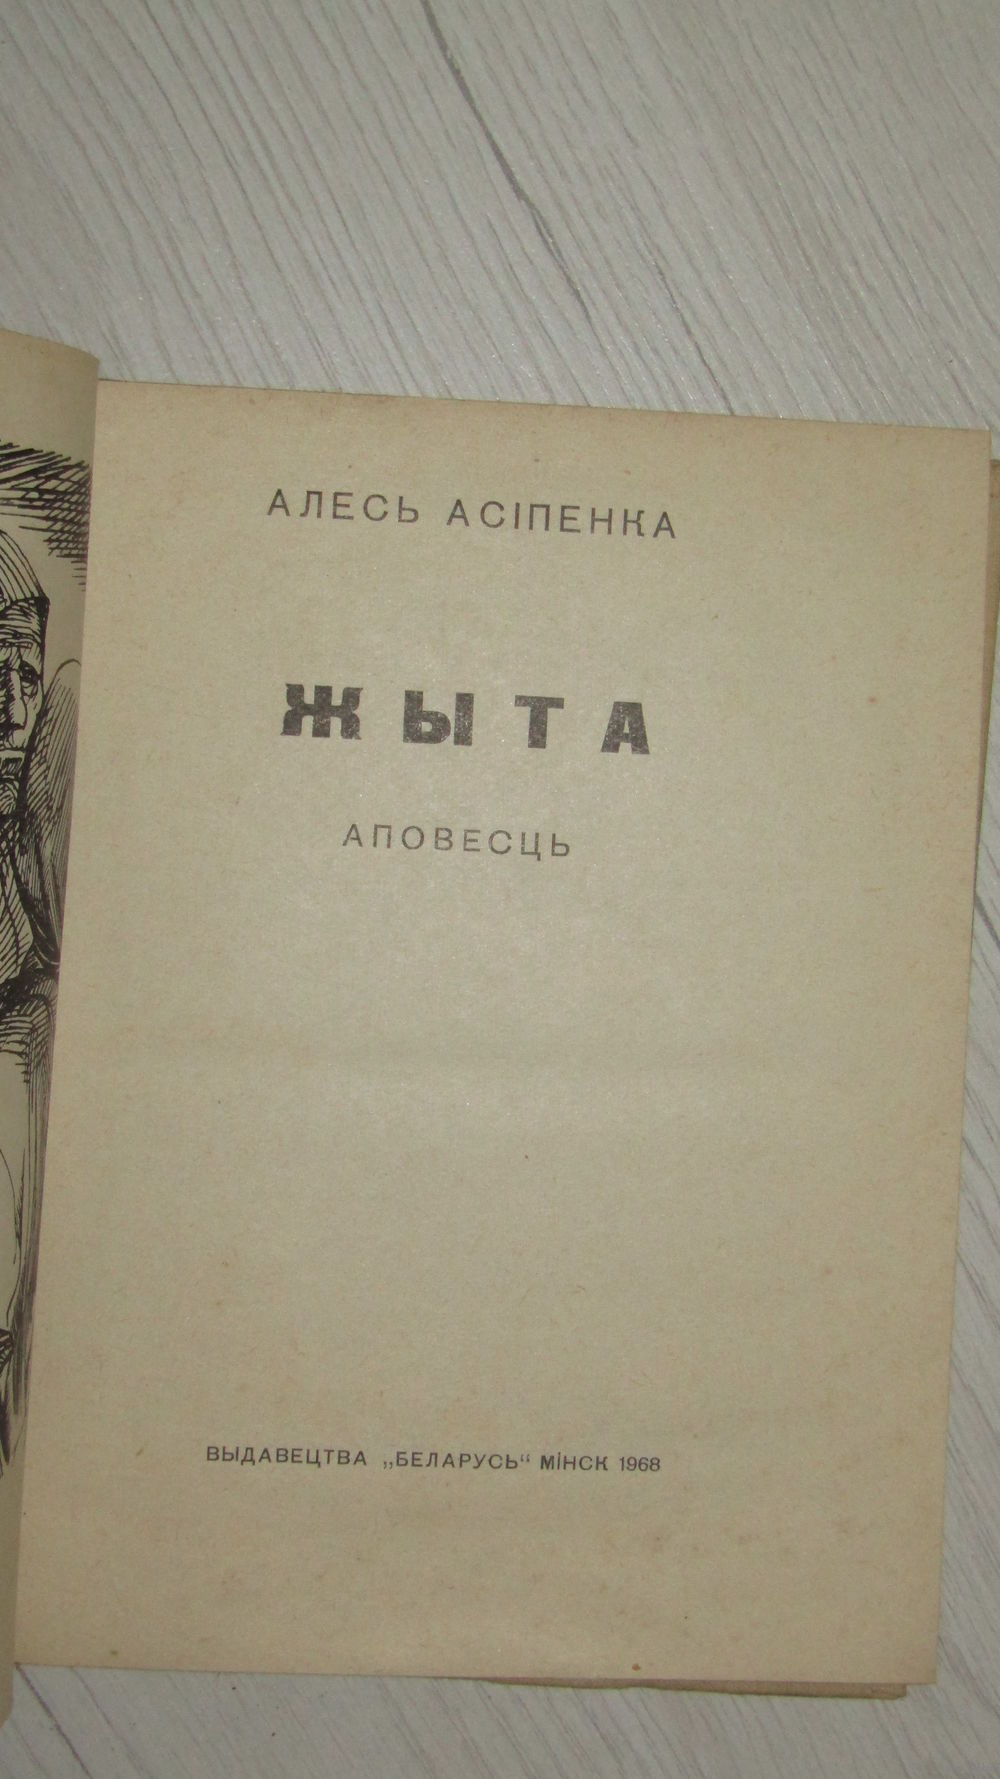 АЛЕСЬ АСІПЕНКА
ЖЫТА
АПОВЕСЦЬ
ВЫДАВЕЦТВА „БЕЛАРУСЬ“ МІНСК 1968